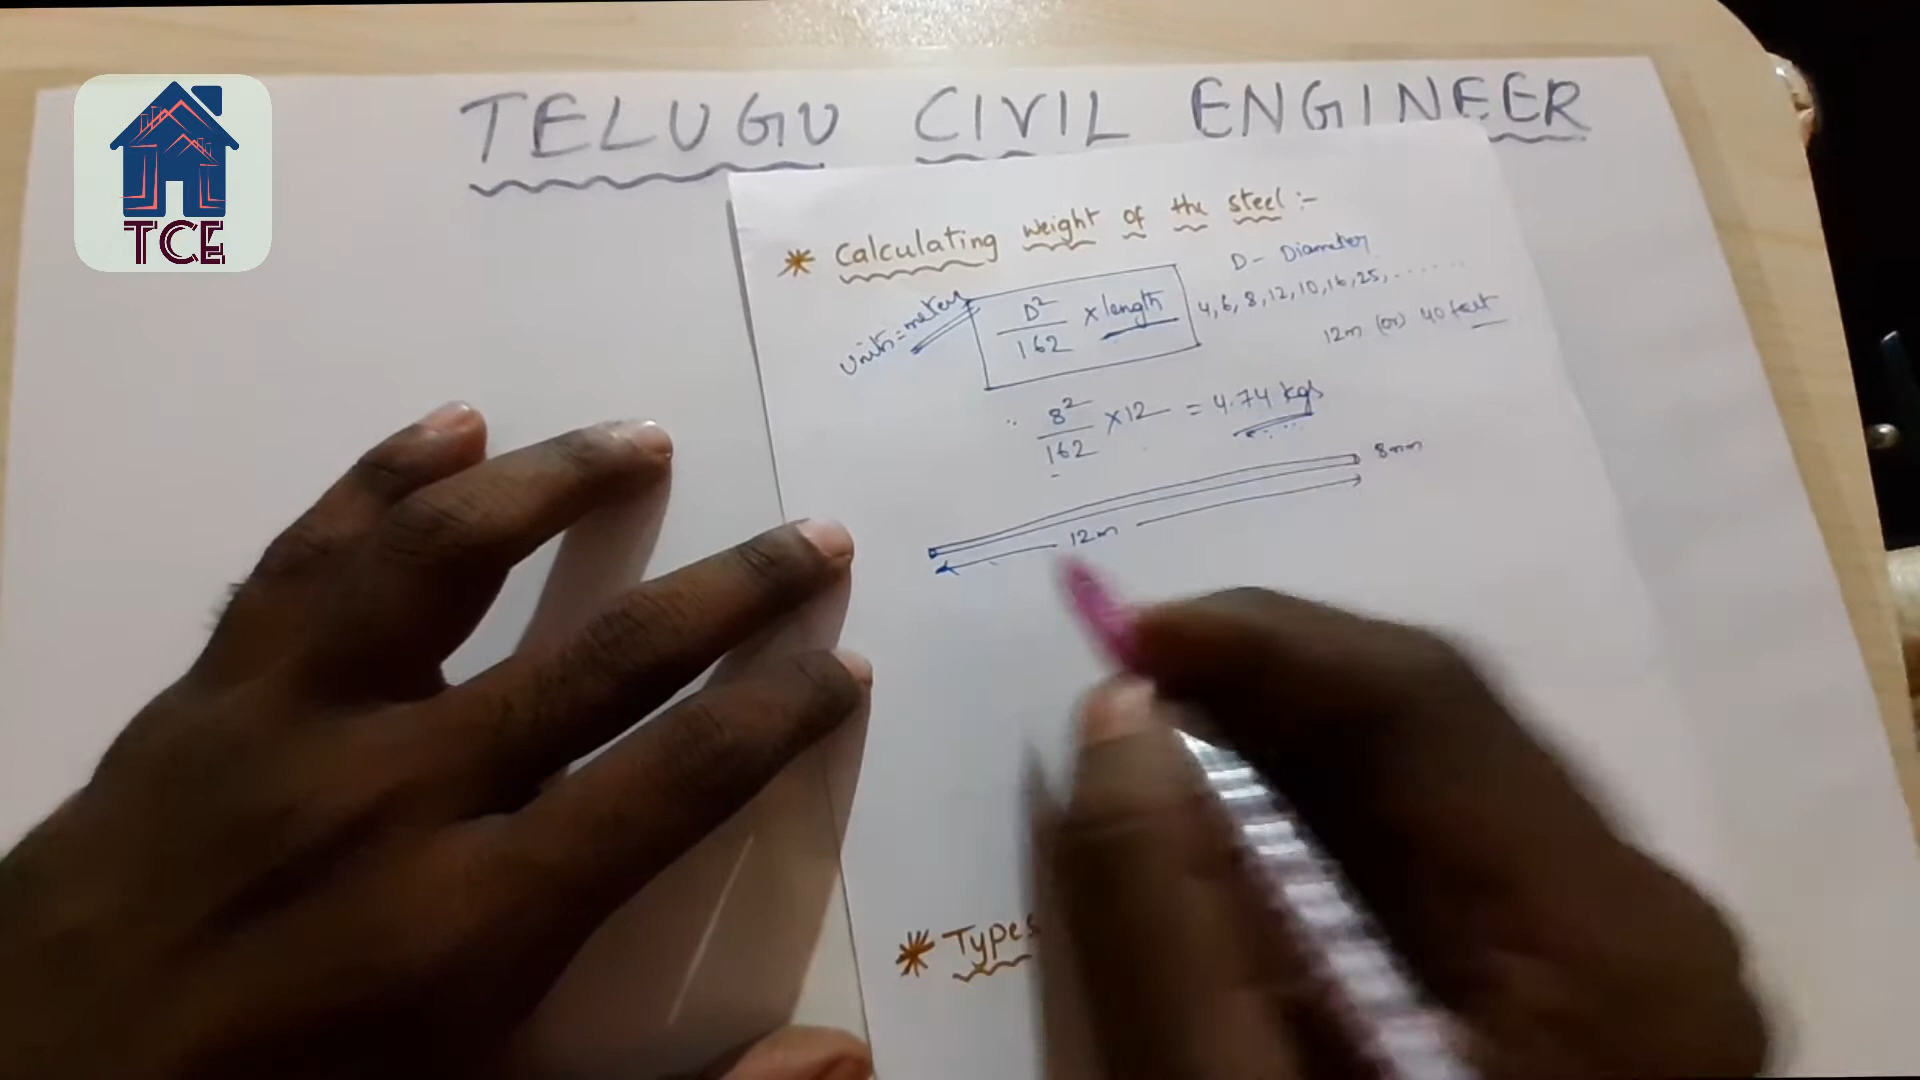 TELUGU CIVIL ENGINEER
TCE
* Calculating weight of the steel :-
D - Diameter
units = meters
D²/162 × length
4, 6, 8, 12, 10, 16, 25, ......
12m (or) 40 feet
∴ 8²/162 × 12 = 4.74 kgs
8mm
12m
* Types